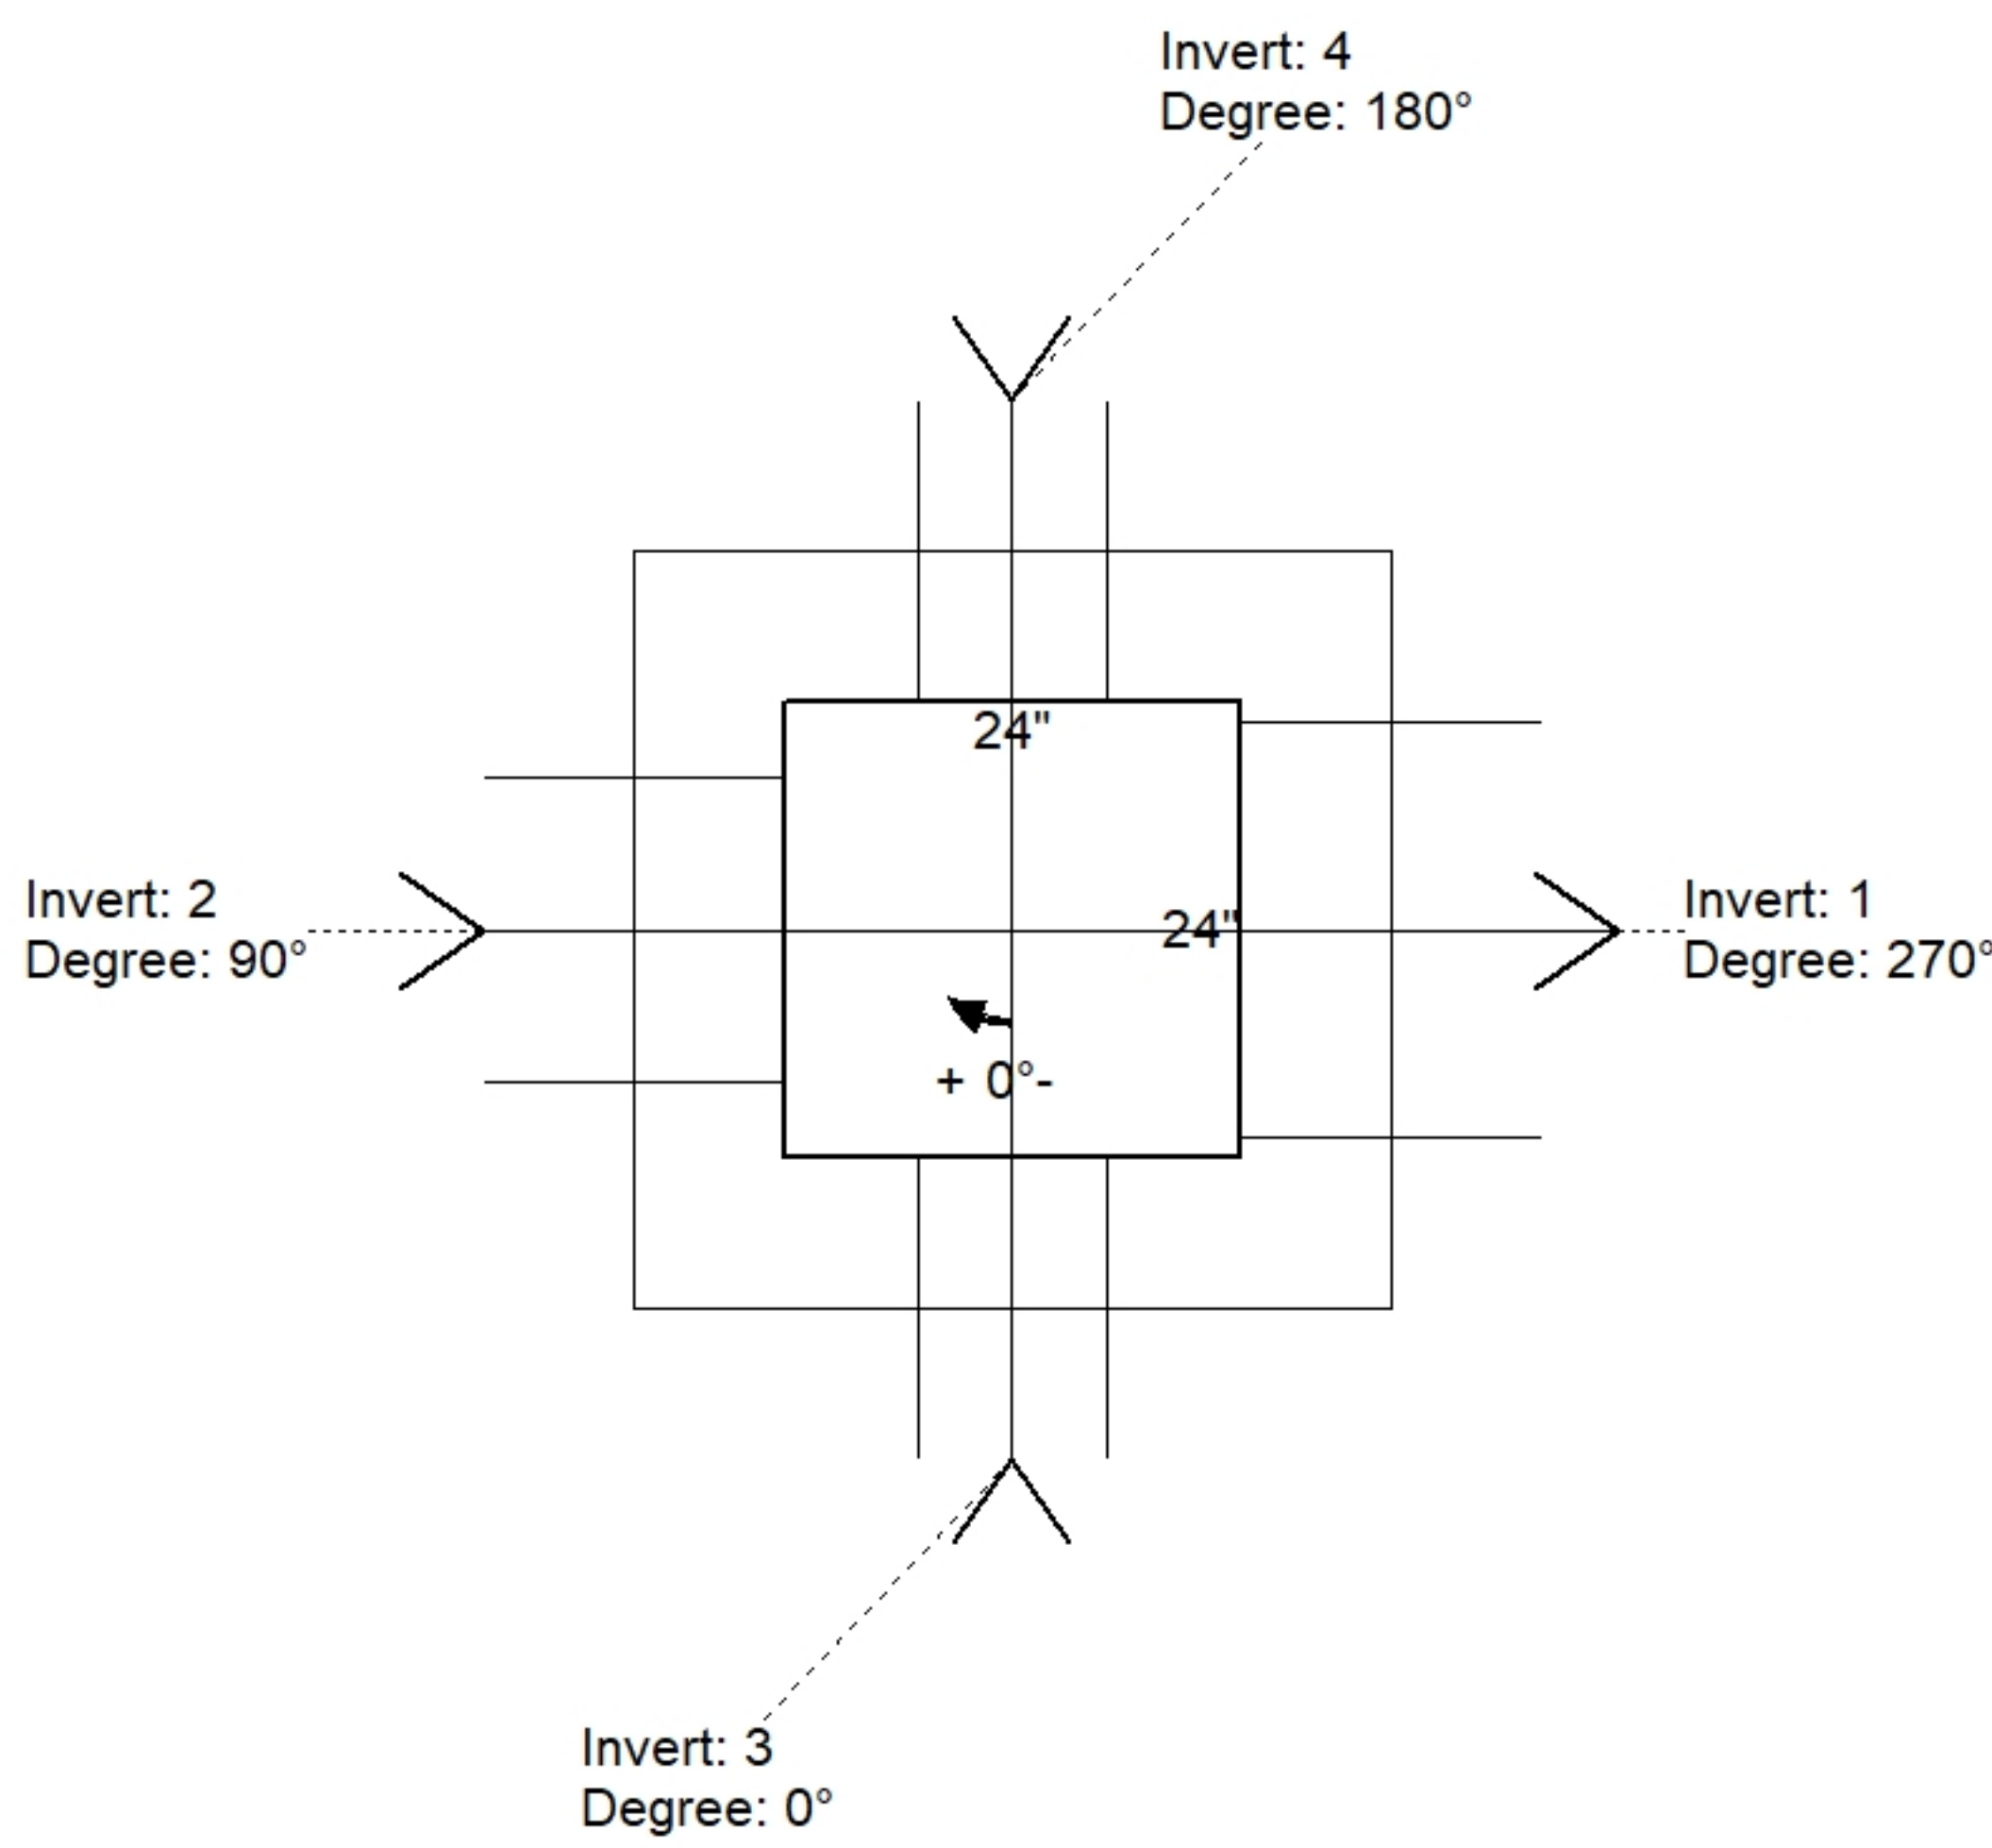 Invert: 4
Degree: 180°
24"
Invert: 2
Degree: 90°
24"
Invert: 1
Degree: 270°
+ 0°-
Invert: 3
Degree: 0°